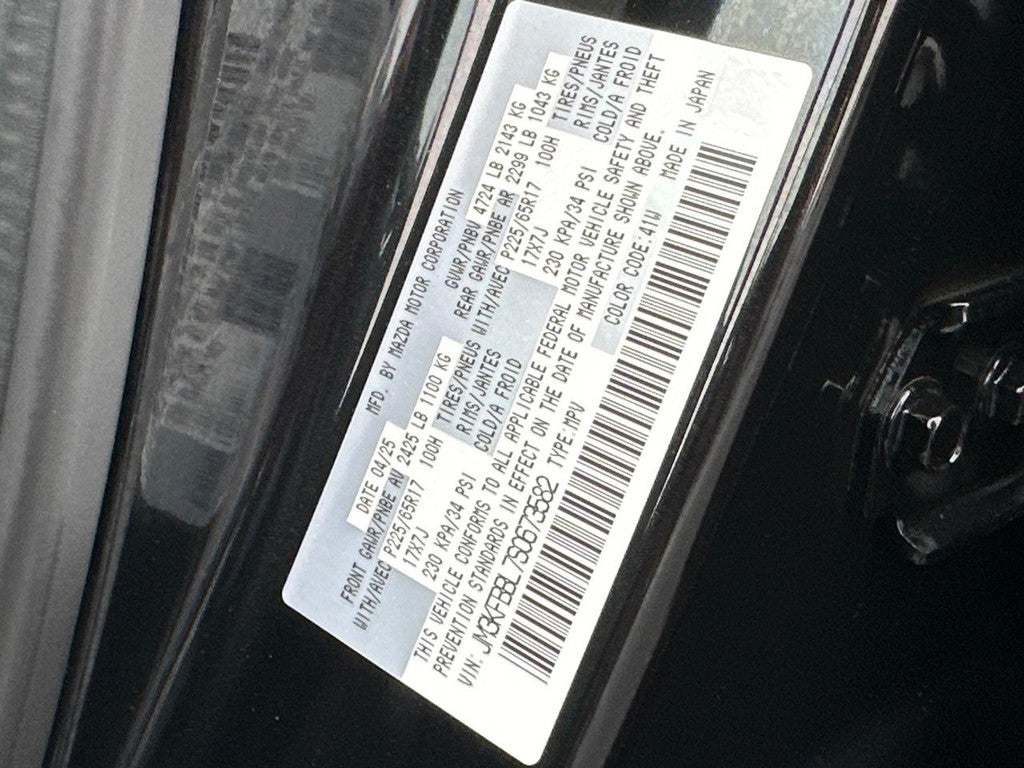 MFD. BY MAZDA MOTOR CORPORATION
DATE 04/25 GVWR/PNBV 4724 LB 2143 KG
FRONT GAWR/PNBE AV 2425 LB 1100 KG REAR GAWR/PNBE AR 2299 LB 1043 KG
WITH/AVEC P225/65R17 100H TIRES/PNEUS WITH/AVEC P225/65R17 100H TIRES/PNEUS
17X7J RIMS/JANTES 17X7J RIMS/JANTES
230 KPA/34 PSI COLD/A FROID 230 KPA/34 PSI COLD/A FROID
THIS VEHICLE CONFORMS TO ALL APPLICABLE FEDERAL MOTOR VEHICLE SAFETY AND THEFT
PREVENTION STANDARDS IN EFFECT ON THE DATE OF MANUFACTURE SHOWN ABOVE.
VIN: JM3KFBBL7S0673582 TYPE:MPV COLOR CODE:41W MADE IN JAPAN